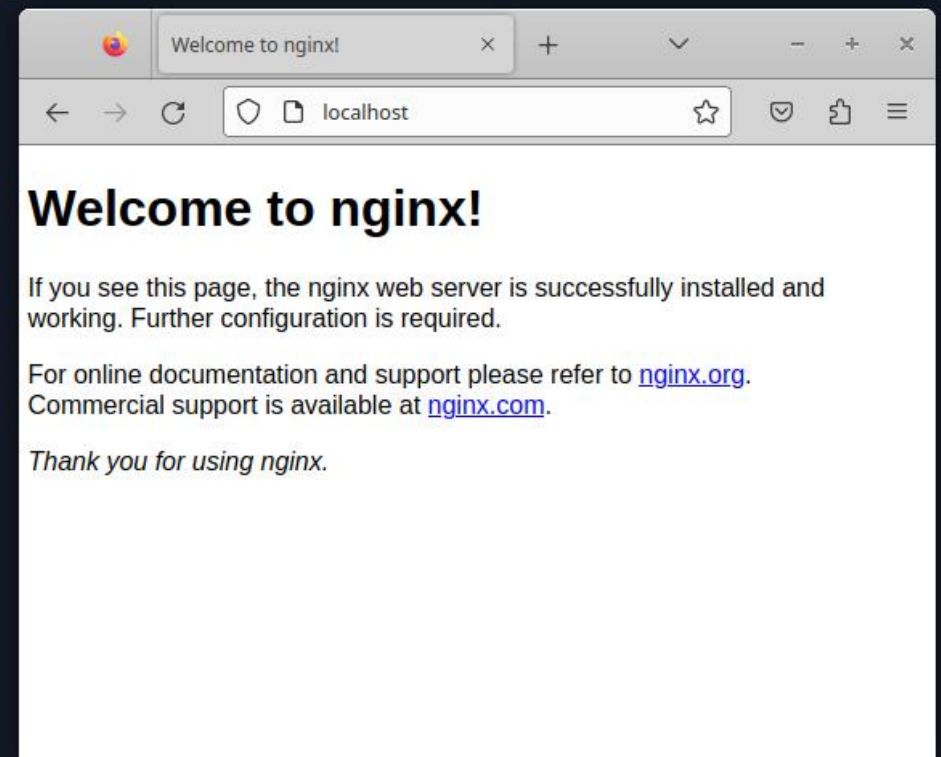 Welcome to nginx!
localhost
Welcome to nginx!
If you see this page, the nginx web server is successfully installed and
working. Further configuration is required.
For online documentation and support please refer to nginx.org.
Commercial support is available at nginx.com.
Thank you for using nginx.